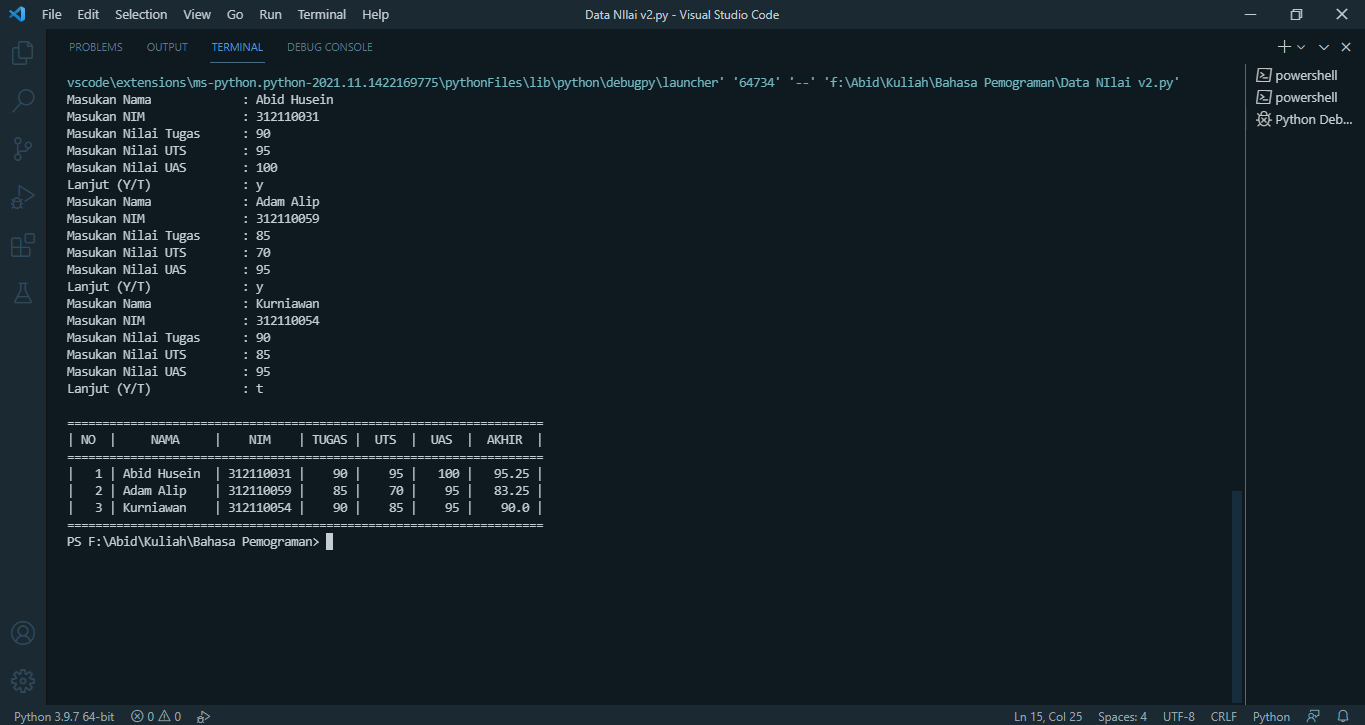 File Edit Selection View Go Run Terminal Help Data NIlai v2.py - Visual Studio Code
PROBLEMS OUTPUT TERMINAL DEBUG CONSOLE
vscode\extensions\ms-python.python-2021.11.1422169775\pythonFiles\lib\python\debugpy\launcher' '64734' '--' 'f:\Abid\Kuliah\Bahasa Pemograman\Data NIlai v2.py'
Masukan Nama : Abid Husein
Masukan NIM : 312110031
Masukan Nilai Tugas : 90
Masukan Nilai UTS : 95
Masukan Nilai UAS : 100
Lanjut (Y/T) : y
Masukan Nama : Adam Alip
Masukan NIM : 312110059
Masukan Nilai Tugas : 85
Masukan Nilai UTS : 70
Masukan Nilai UAS : 95
Lanjut (Y/T) : y
Masukan Nama : Kurniawan
Masukan NIM : 312110054
Masukan Nilai Tugas : 90
Masukan Nilai UTS : 85
Masukan Nilai UAS : 95
Lanjut (Y/T) : t
====================================================================
| NO | NAMA | NIM | TUGAS | UTS | UAS | AKHIR |
====================================================================
| 1 | Abid Husein | 312110031 | 90 | 95 | 100 | 95.25 |
| 2 | Adam Alip | 312110059 | 85 | 70 | 95 | 83.25 |
| 3 | Kurniawan | 312110054 | 90 | 85 | 95 | 90.0 |
====================================================================
PS F:\Abid\Kuliah\Bahasa Pemograman>
powershell
powershell
Python Deb...
Python 3.9.7 64-bit 0 0 Ln 15, Col 25 Spaces: 4 UTF-8 CRLF Python